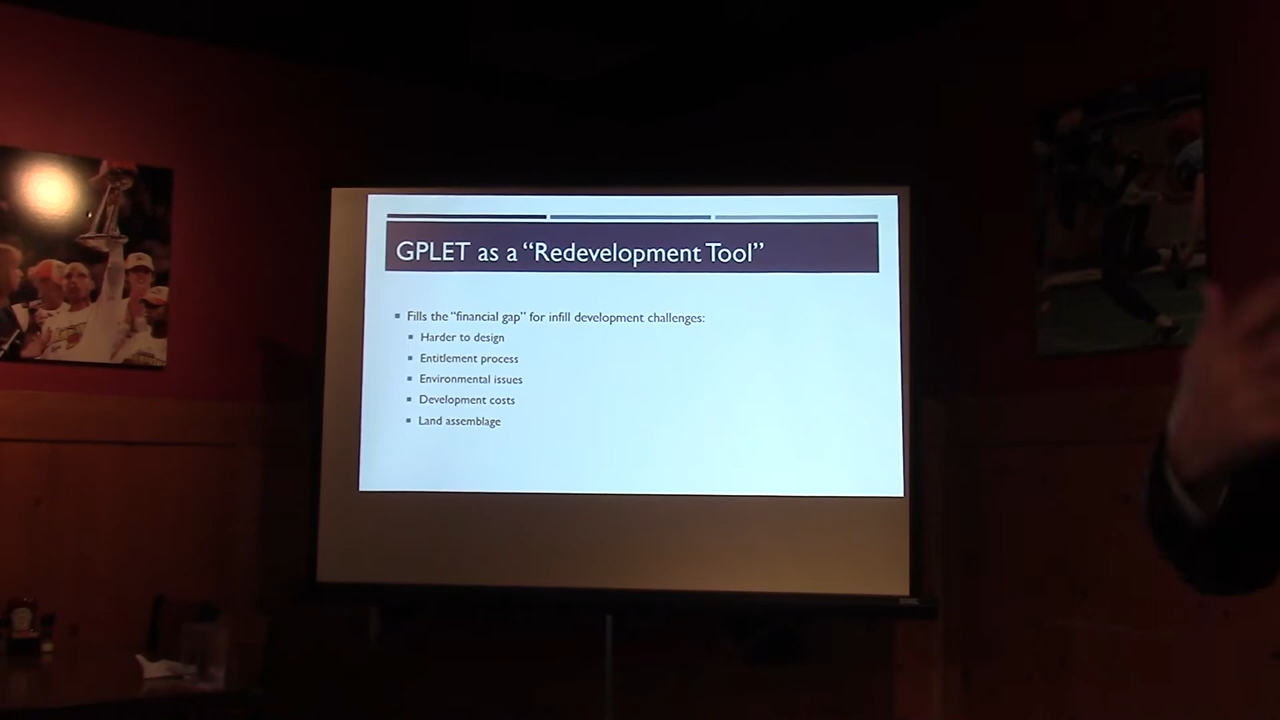 GPLET as a “Redevelopment Tool”
Fills the “financial gap” for infill development challenges:
Harder to design
Entitlement process
Environmental issues
Development costs
Land assemblage